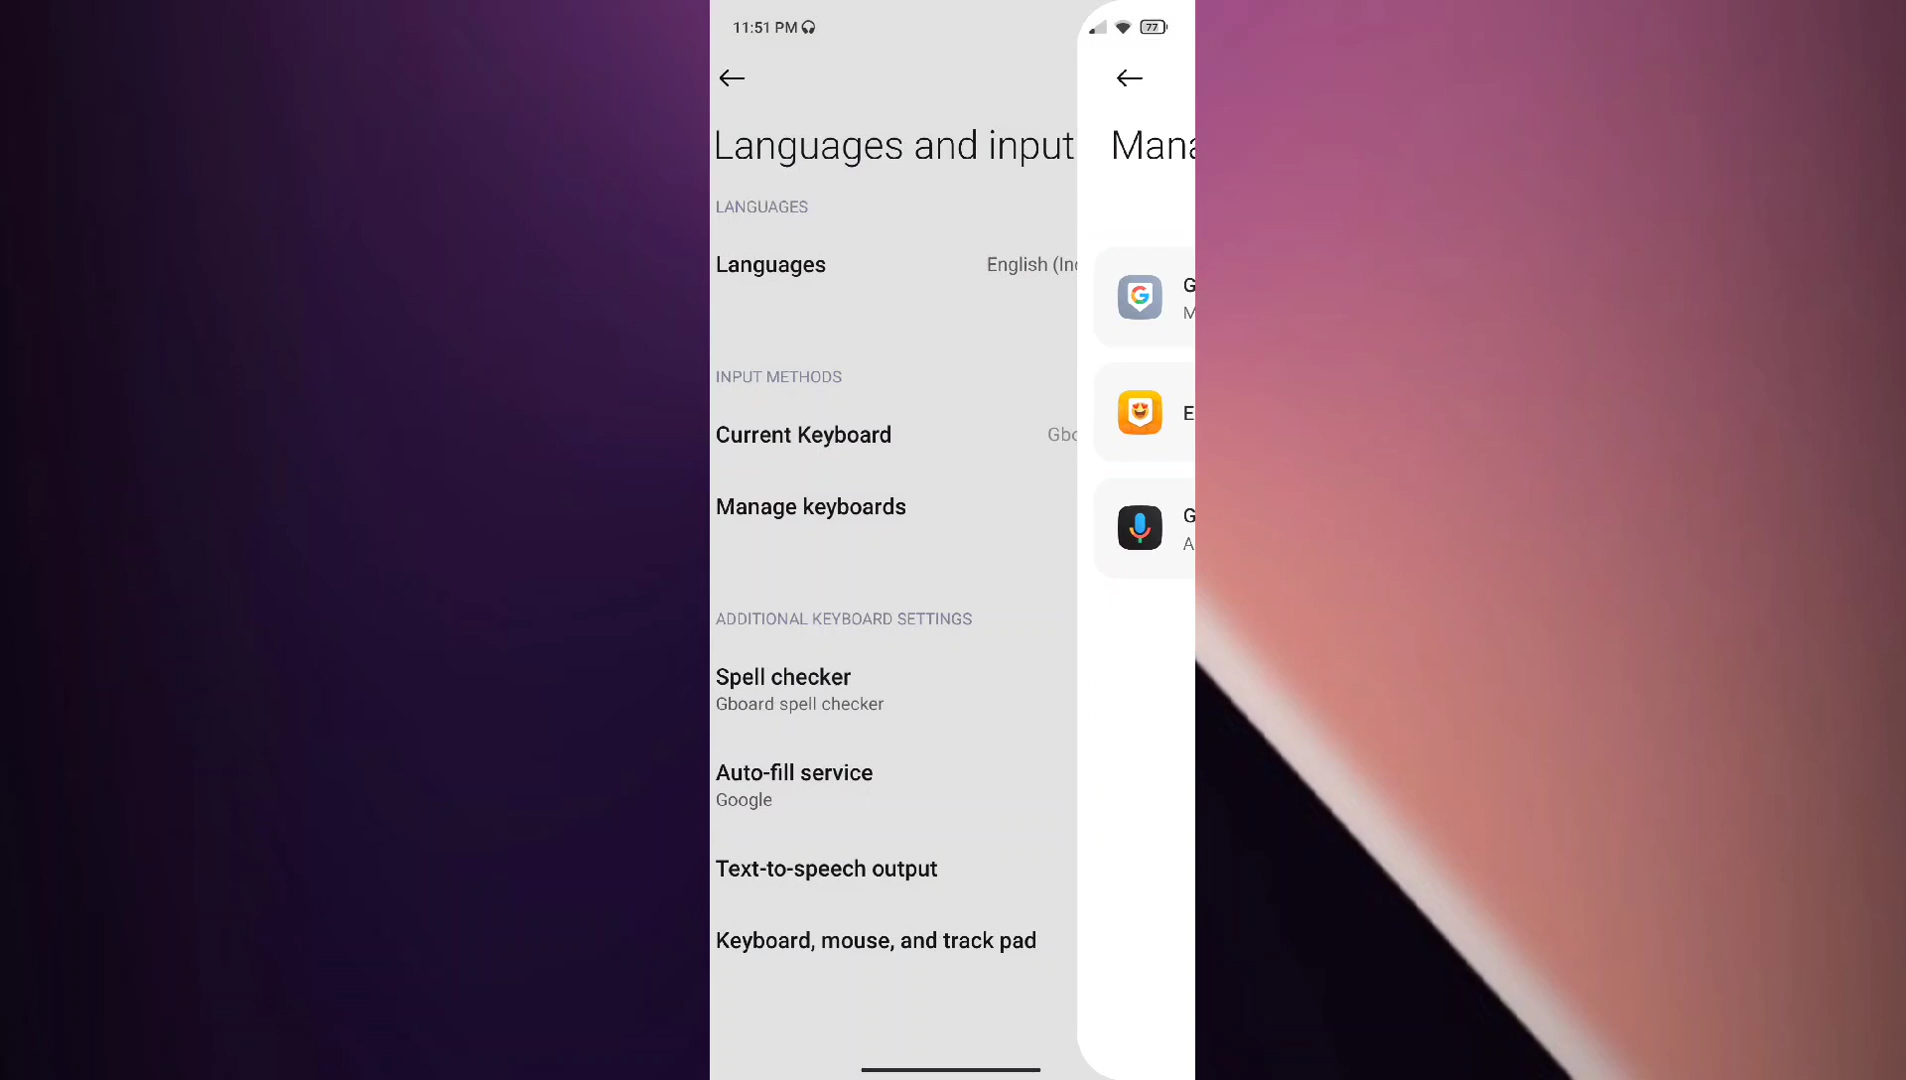 11:51 PM
77
Languages and input
LANGUAGES
Languages
English (Ind
INPUT METHODS
Current Keyboard
Gbo
Manage keyboards
ADDITIONAL KEYBOARD SETTINGS
Spell checker
Gboard spell checker
Auto-fill service
Google
Text-to-speech output
Keyboard, mouse, and track pad
Mana
G
M
E
G
A